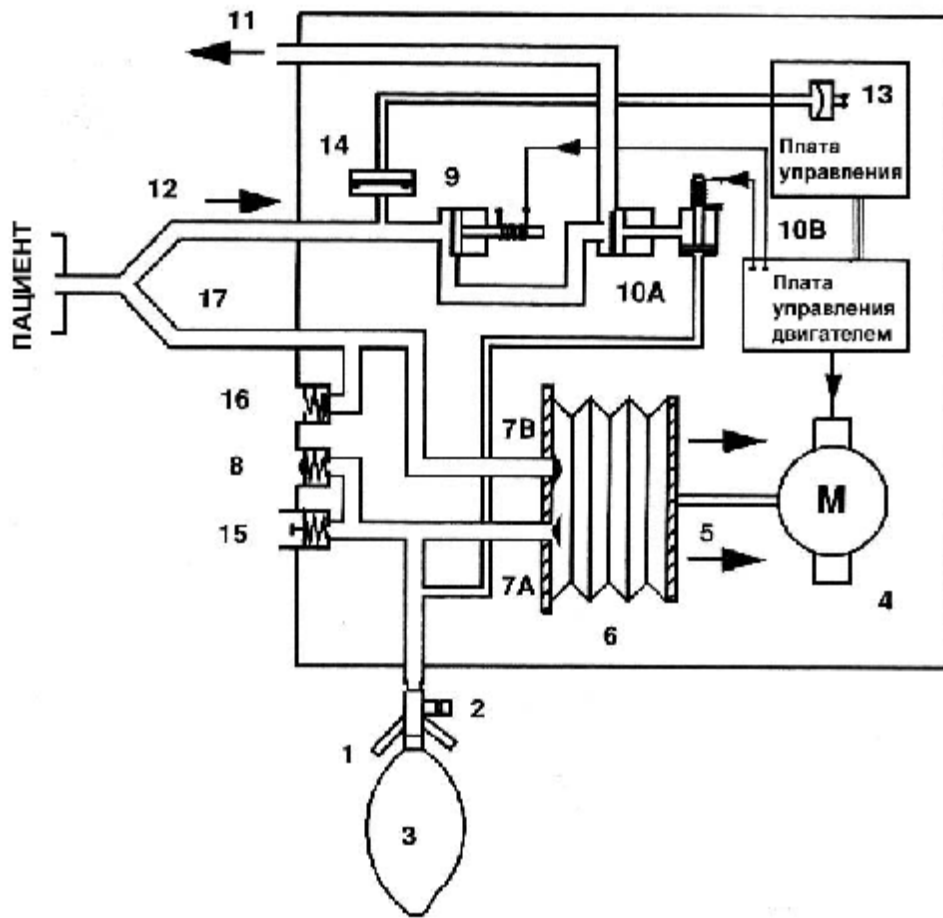 11
13
Плата
управления
14
9
12
10B
ПАЦИЕНТ
17
10A
Плата
управления
двигателем
16
7B
8
М
15
5
7A
4
6
2
1
3